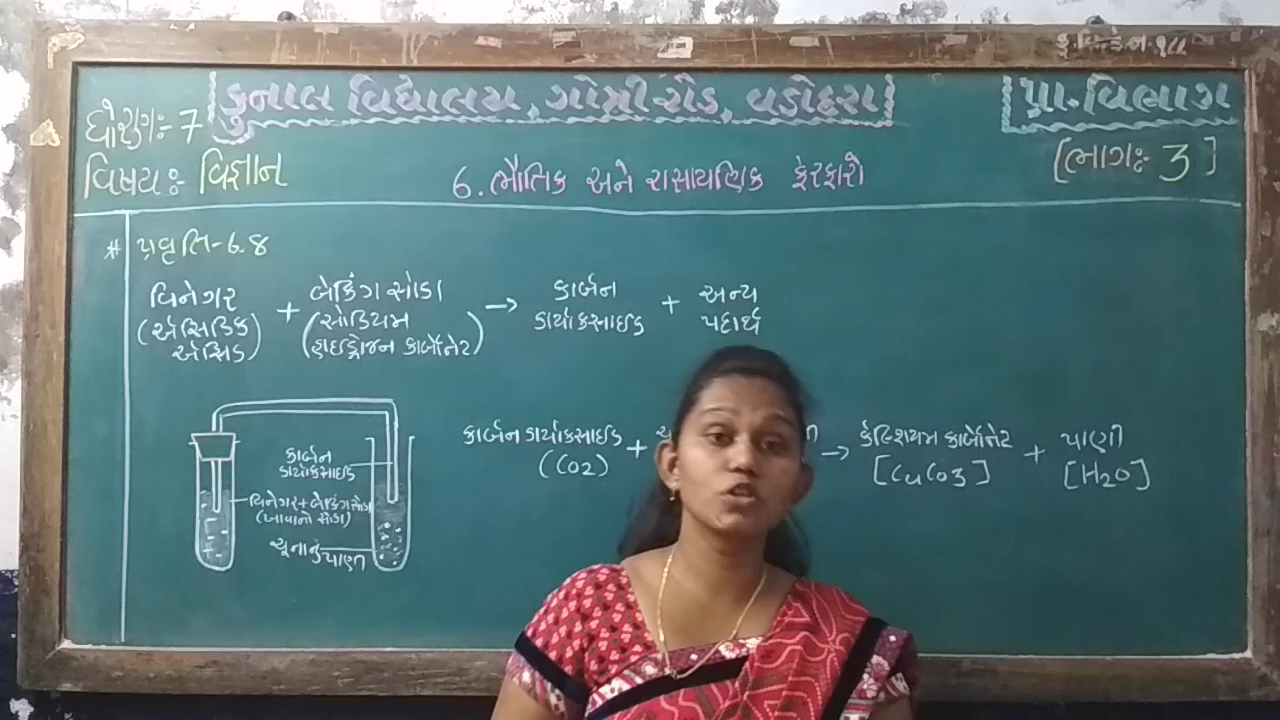 કુનાલ વિદ્યાલય, ગોત્રી-રોડ, વડોદરા
પ્રા.વિભાગ
ધોરણ:- 7
[ભાગ:- 3]
વિષય:- વિજ્ઞાન
6. ભૌતિક અને રાસાયણિક ફેરફારો
* પ્રવૃત્તિ-6.8
વિનેગર + બેકિંગ સોડા → કાર્બન + અન્ય
(એસિડિક (સોડિયમ ડાયોક્સાઇડ પદાર્થ
એસિડ) હાઇડ્રોજન કાર્બોનેટ)
કાર્બન ડાયોક્સાઇડ + → કેલ્શિયમ કાર્બોનેટ + પાણી
(CO2) [CaCO3] [H2O]
કાર્બન
ડાયોક્સાઇડ
વિનેગર + બેકિંગ સોડા
(ખાવાનો સોડા)
ચૂનાનું પાણી